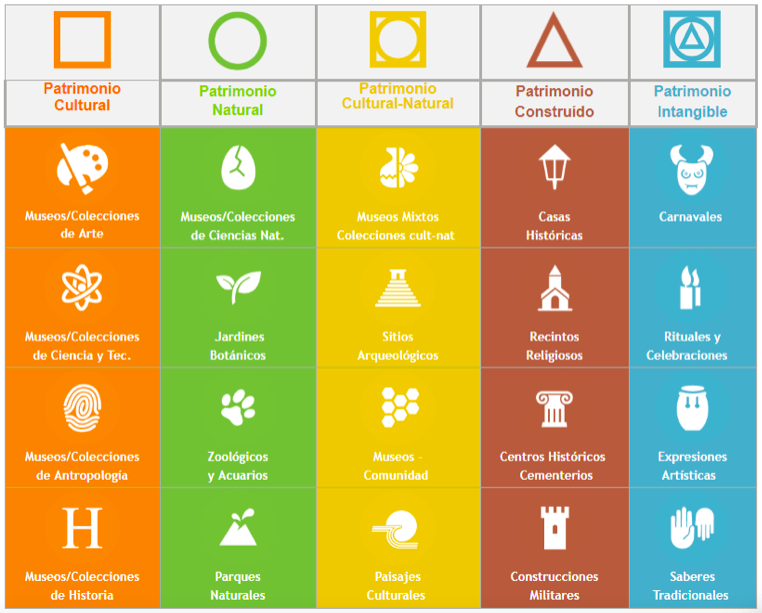 Patrimonio
Cultural
Patrimonio
Natural
Patrimonio
Cultural-Natural
Patrimonio
Construido
Patrimonio
Intangible
Museos/Colecciones
de Arte
Museos/Colecciones
de Ciencias Nat.
Museos Mixtos
Colecciones cult-nat
Casas
Históricas
Carnavales
Museos/Colecciones
de Ciencia y Tec.
Jardines
Botánicos
Sitios
Arqueológicos
Recintos
Religiosos
Rituales y
Celebraciones
Museos/Colecciones
de Antropología
Zoológicos
y Acuarios
Museos -
Comunidad
Centros Históricos
Cementerios
Expresiones
Artísticas
H
Museos/Colecciones
de Historia
Parques
Naturales
Paisajes
Culturales
Construcciones
Militares
Saberes
Tradicionales